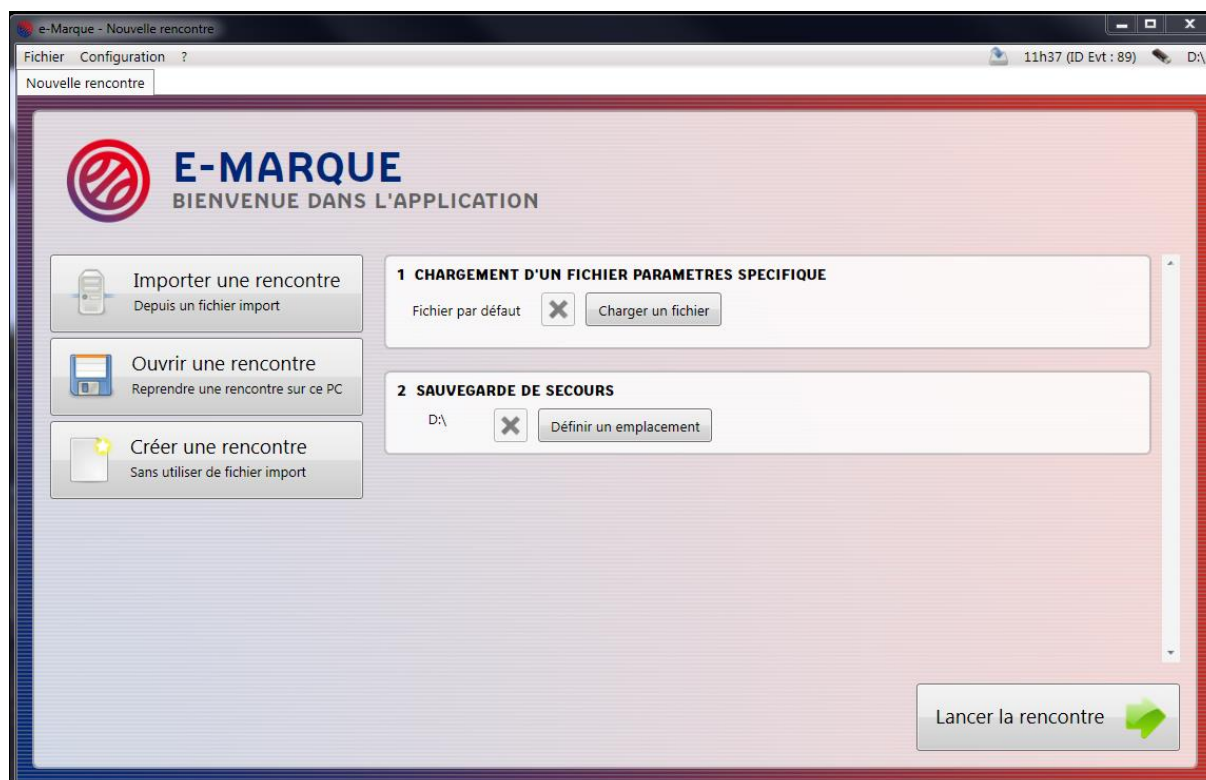 e-Marque - Nouvelle rencontre
Fichier Configuration ? 11h37 (ID Evt : 89) D:\
Nouvelle rencontre
E-MARQUE
BIENVENUE DANS L'APPLICATION
Importer une rencontre
Depuis un fichier import
Ouvrir une rencontre
Reprendre une rencontre sur ce PC
Créer une rencontre
Sans utiliser de fichier import
1 CHARGEMENT D'UN FICHIER PARAMETRES SPECIFIQUE
Fichier par défaut Charger un fichier
2 SAUVEGARDE DE SECOURS
D:\ Définir un emplacement
Lancer la rencontre